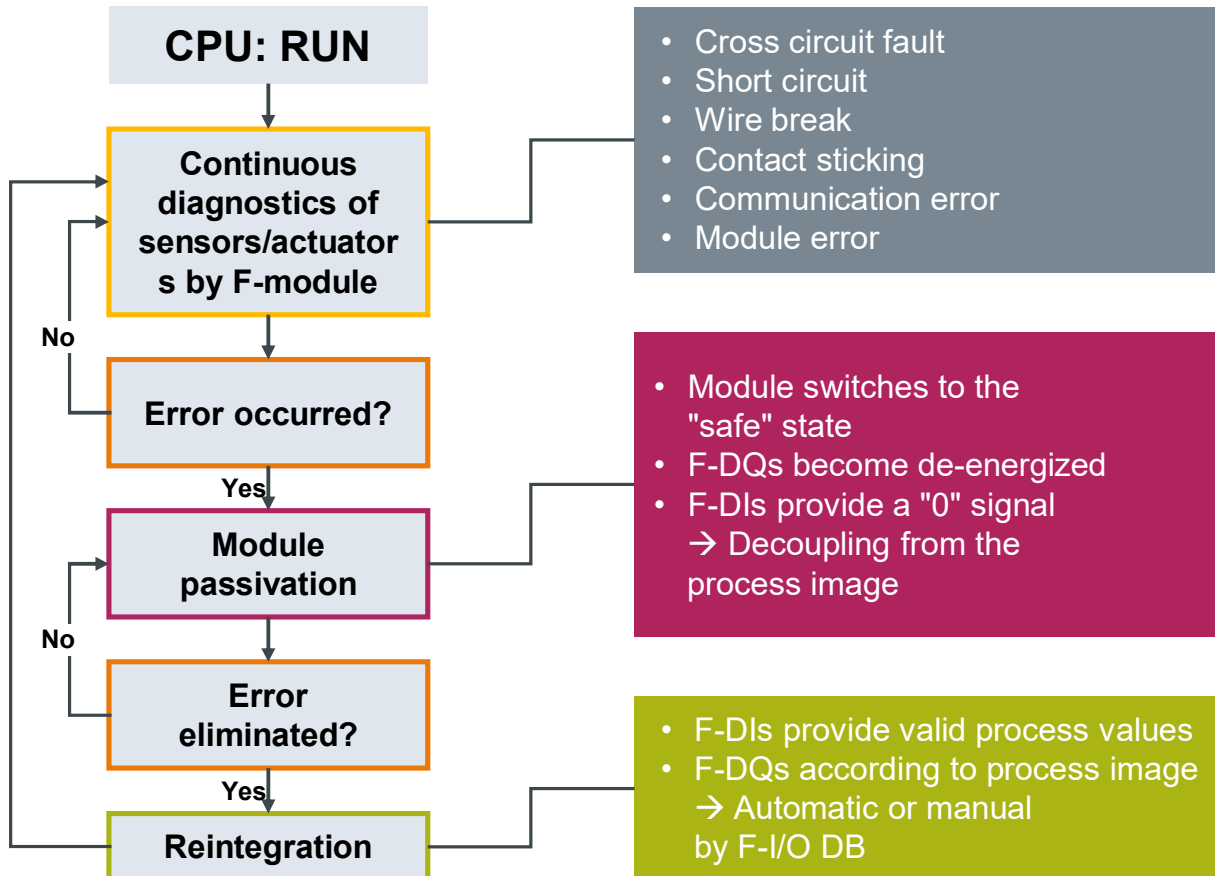 CPU: RUN
Continuous
diagnostics of
sensors/actuator
s by F-module
No
Error occurred?
Yes
Module
passivation
No
Error
eliminated?
Yes
Reintegration
• Cross circuit fault
• Short circuit
• Wire break
• Contact sticking
• Communication error
• Module error
• Module switches to the
"safe" state
• F-DQs become de-energized
• F-DIs provide a "0" signal
→ Decoupling from the
process image
• F-DIs provide valid process values
• F-DQs according to process image
→ Automatic or manual
by F-I/O DB